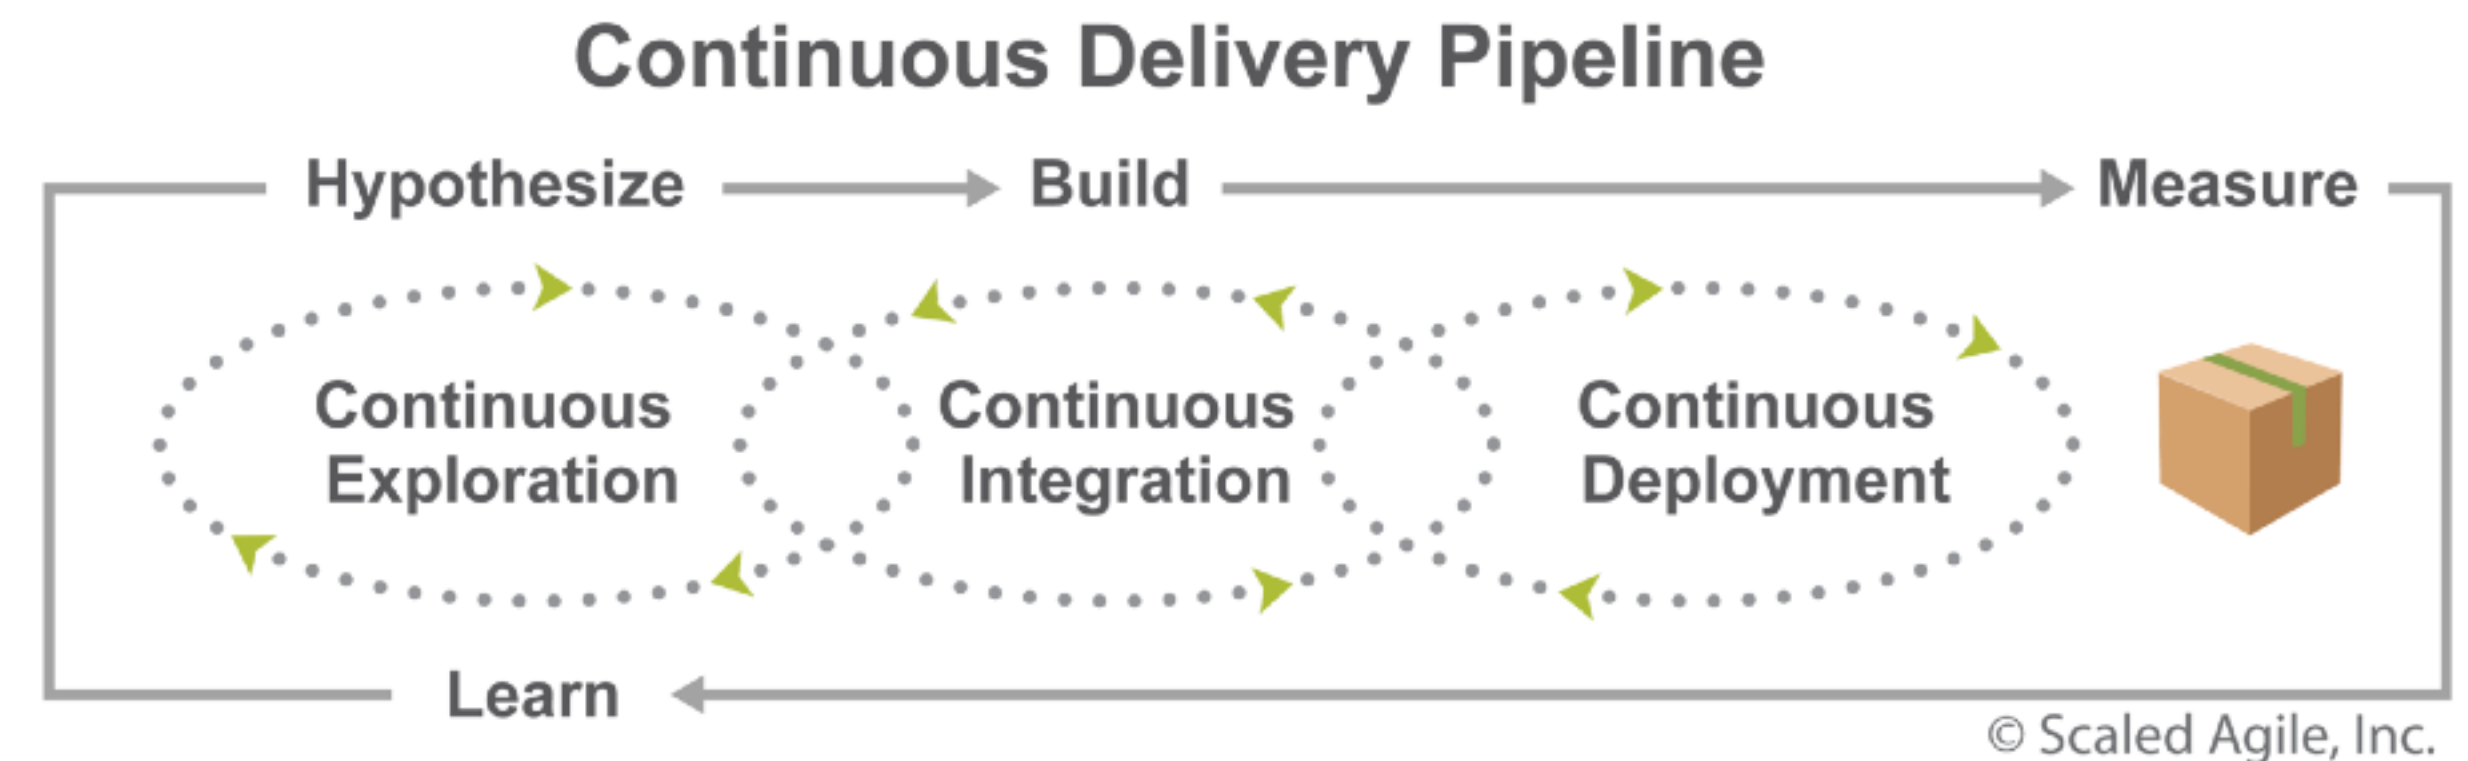 Continuous Delivery Pipeline
Hypothesize
Build
Measure
Continuous
Exploration
Continuous
Integration
Continuous
Deployment
Learn
© Scaled Agile, Inc.